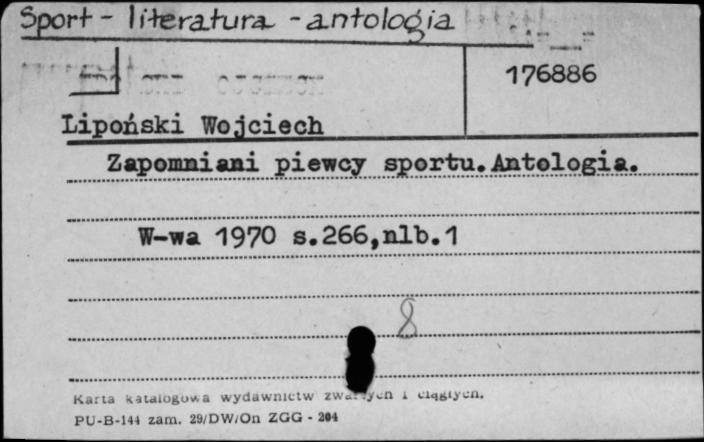 Sport - literatura - antologia
176886
Lipoński Wojciech
Zapomniani piewcy sportu.Antologia.
W-wa 1970 s.266,nlb.1
8
Karta katalogowa wydawnictw zwartych i ciągłych.
PU-B-144 zam. 29/DW/On ZGG - 204